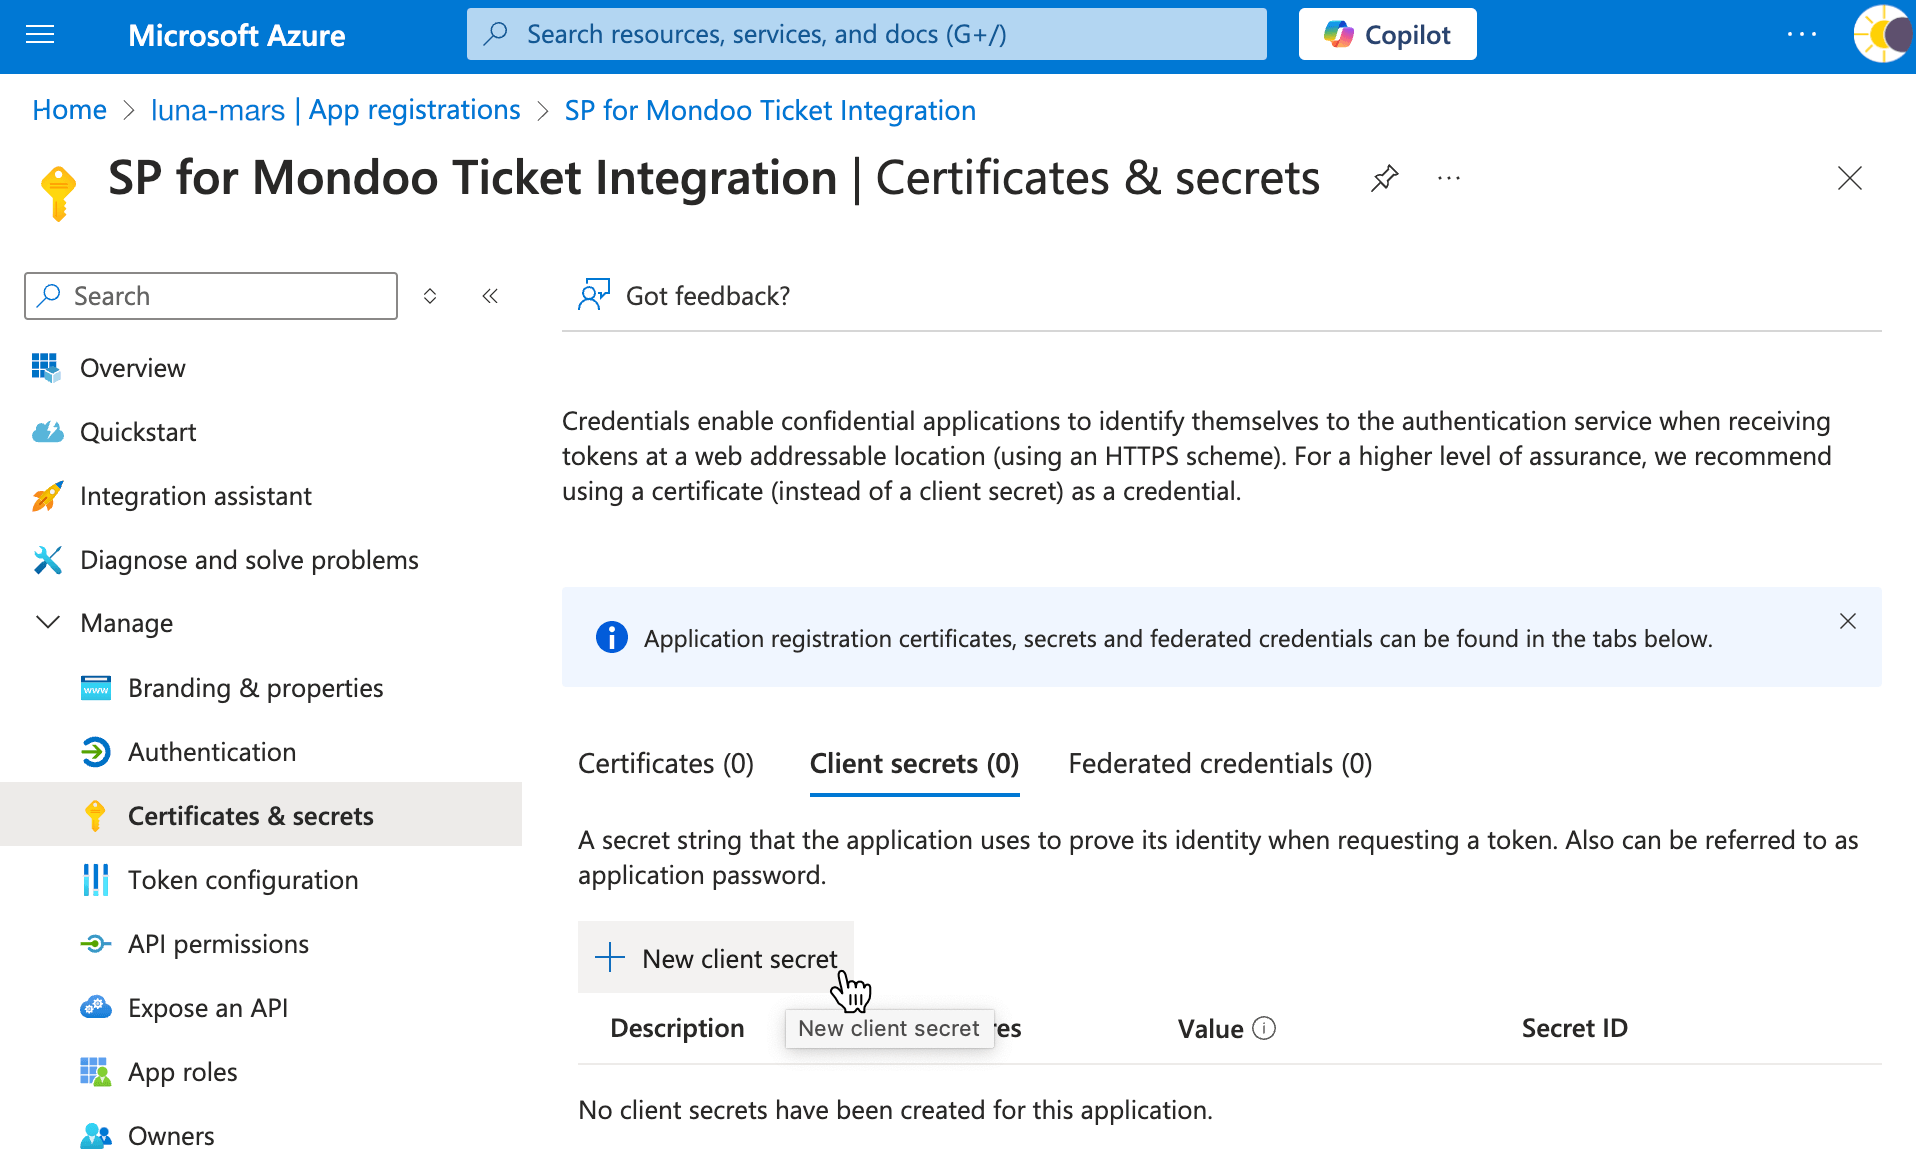 Microsoft Azure
Search resources, services, and docs (G+/)
Copilot
Home > luna-mars | App registrations > SP for Mondoo Ticket Integration
SP for Mondoo Ticket Integration | Certificates & secrets
Search
Overview
Quickstart
Integration assistant
Diagnose and solve problems
Manage
Branding & properties
Authentication
Certificates & secrets
Token configuration
API permissions
Expose an API
App roles
Owners
Got feedback?
Credentials enable confidential applications to identify themselves to the authentication service when receiving
tokens at a web addressable location (using an HTTPS scheme). For a higher level of assurance, we recommend
using a certificate (instead of a client secret) as a credential.
Application registration certificates, secrets and federated credentials can be found in the tabs below.
Certificates (0) Client secrets (0) Federated credentials (0)
A secret string that the application uses to prove its identity when requesting a token. Also can be referred to as
application password.
New client secret
New client secret
Description Value Secret ID
No client secrets have been created for this application.